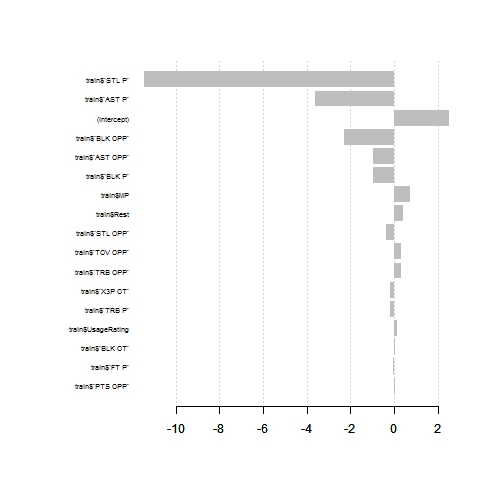 train$`STL P`
train$`AST P`
(Intercept)
train$`BLK OPP`
train$`AST OPP`
train$`BLK P`
train$MP
train$Rest
train$`STL OPP`
train$`TOV OPP`
train$`TRB OPP`
train$`X3P OT`
train$`TRB P`
train$UsageRating
train$`BLK OT`
train$`FT P`
train$`PTS OPP`
-10 -8 -6 -4 -2 0 2